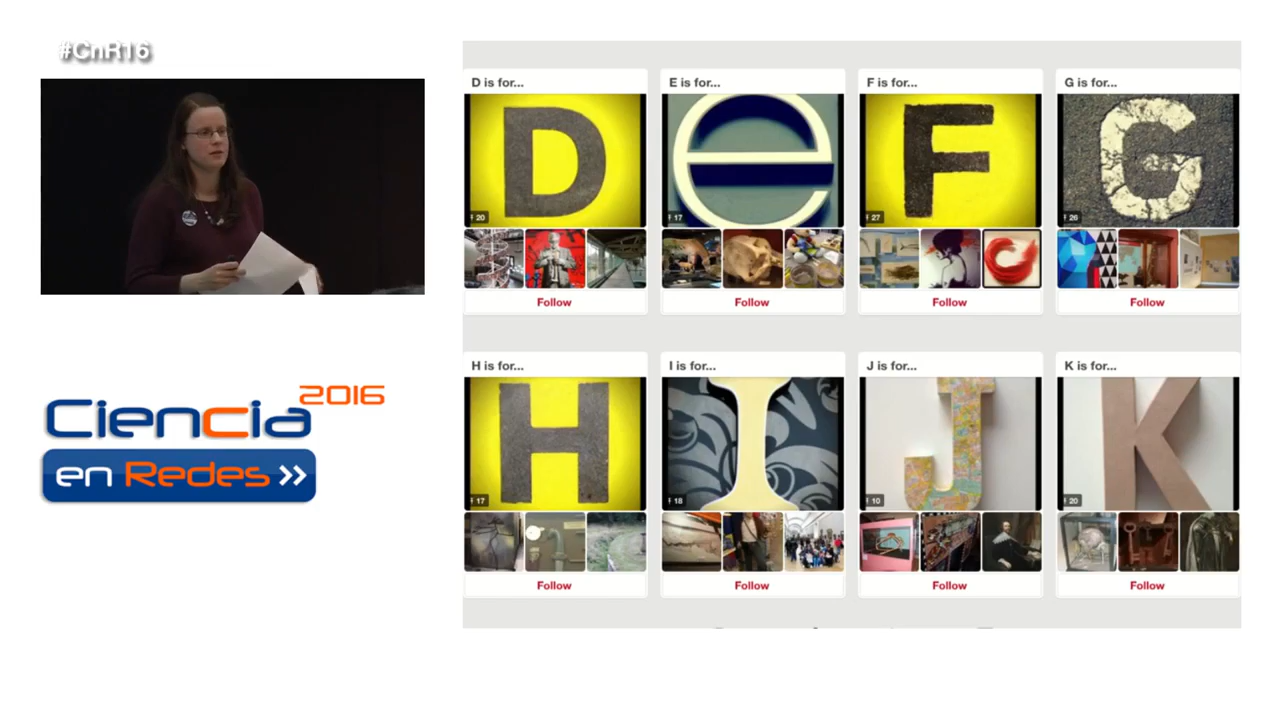 #CnR16
D is for...
E is for...
F is for...
G is for...
D
e
F
G
20
17
27
26
Follow
Follow
Follow
Follow
H is for...
I is for...
J is for...
K is for...
H
I
J
K
17
18
10
20
Follow
Follow
Follow
Follow
Ciencia 2016
en Redes »